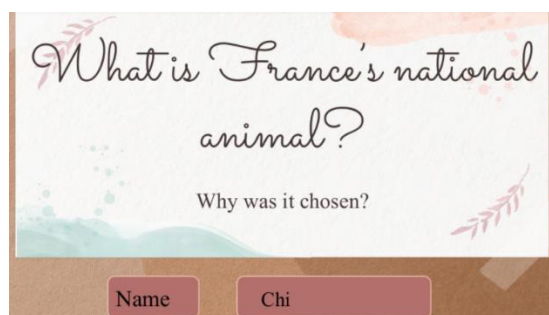 What is France's national
animal?
Why was it chosen?
Name
Chi